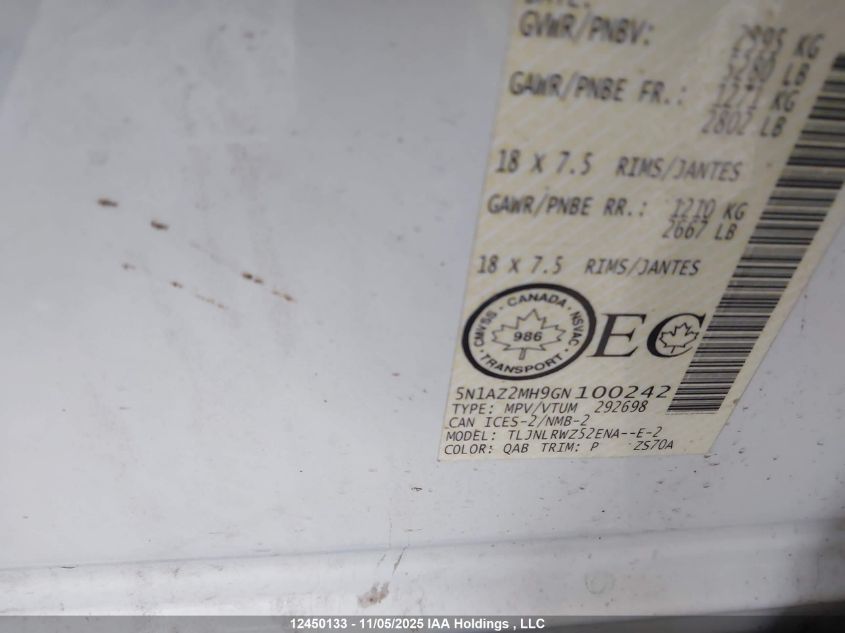 GVWR/PNBV: 2395 KG
5280 LB
GAWR/PNBE FR.: 1271 KG
2802 LB
18 X 7.5 RIMS/JANTES
GAWR/PNBE RR.: 1210 KG
2667 LB
18 X 7.5 RIMS/JANTES
CANADA
CMVSS NSVAC
986
TRANSPORT
EC
5N1AZ2MH9GN100242
TYPE: MPV/VTUM 292698
CAN ICES-2/NMB-2
MODEL: TLJNLRWZ52ENA--E-2
COLOR: QAB TRIM: P ZS70A
12450133 - 11/05/2025 IAA Holdings , LLC